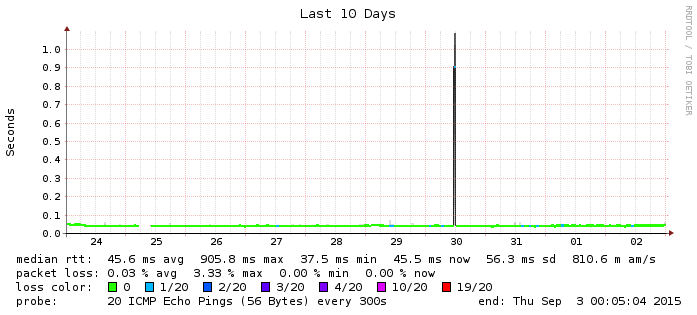 Last 10 Days
RRDTOOL / TOBI OETIKER
Seconds
1.0
0.9
0.8
0.7
0.6
0.5
0.4
0.3
0.2
0.1
0.0
24 25 26 27 28 29 30 31 01 02
median rtt: 45.6 ms avg 905.8 ms max 37.5 ms min 45.5 ms now 56.3 ms sd 810.6 m am/s
packet loss: 0.03 % avg 3.33 % max 0.00 % min 0.00 % now
loss color: 0 1/20 2/20 3/20 4/20 10/20 19/20
probe: 20 ICMP Echo Pings (56 Bytes) every 300s end: Thu Sep 3 00:05:04 2015